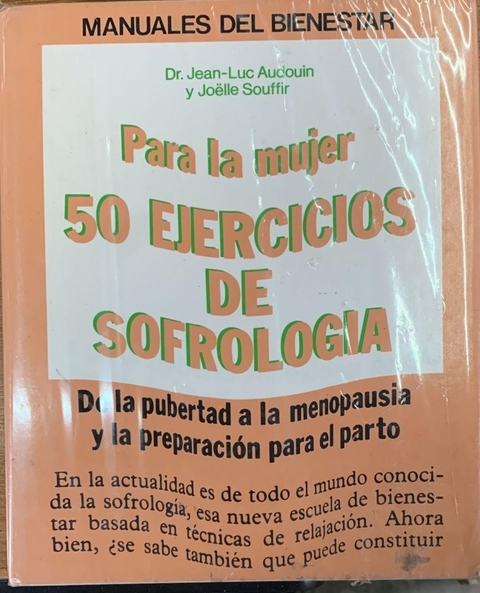 MANUALES DEL BIENESTAR
Dr. Jean-Luc Audouin
y Joëlle Souffir
Para la mujer
50 EJERCICIOS
DE
SOFROLOGIA
De la pubertad a la menopausia
y la preparación para el parto
En la actualidad es de todo el mundo conoci-
da la sofrología, esa nueva escuela de bienes-
tar basada en técnicas de relajación. Ahora
bien, ¿se sabe también que puede constituir